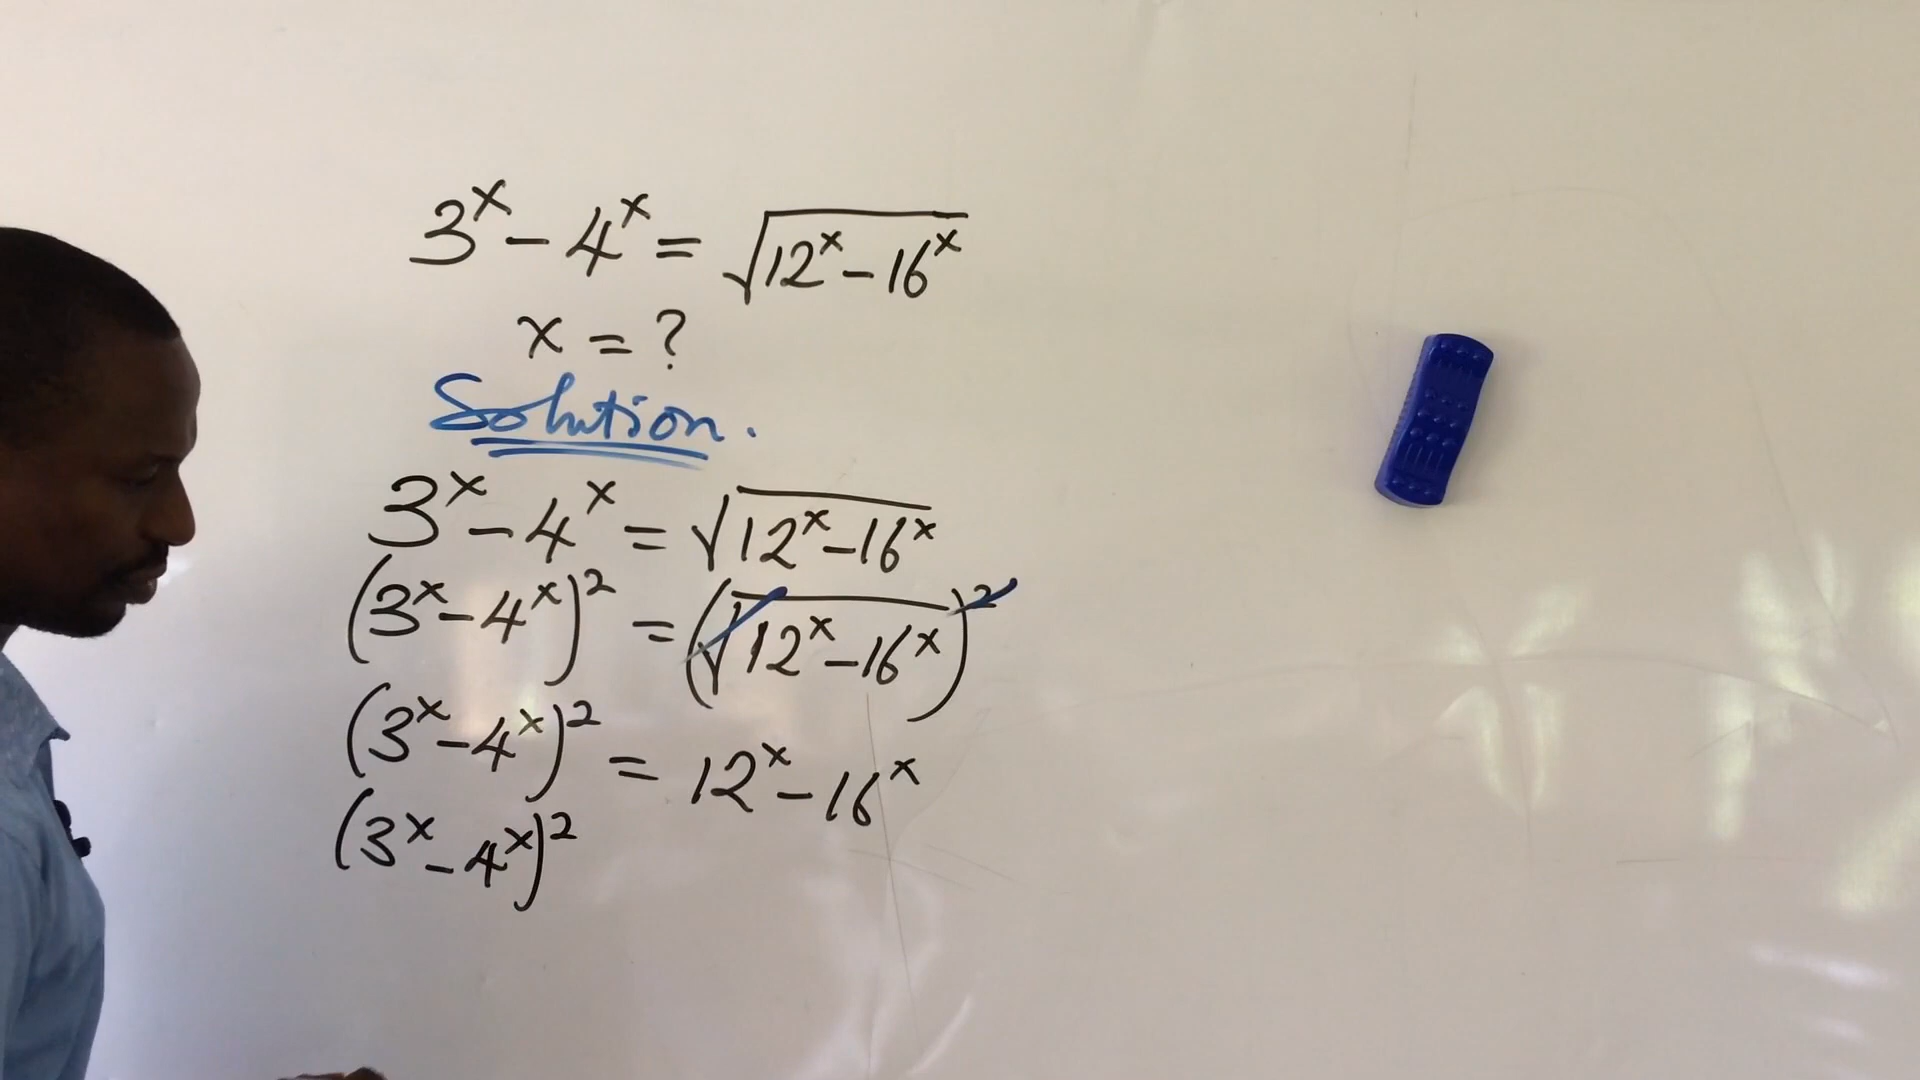 3^x - 4^x = √(12^x - 16^x)
x = ?
Solution.
3^x - 4^x = √(12^x - 16^x)
(3^x - 4^x)^2 = (√(12^x - 16^x))^2
(3^x - 4^x)^2 = 12^x - 16^x
(3^x - 4^x)^2